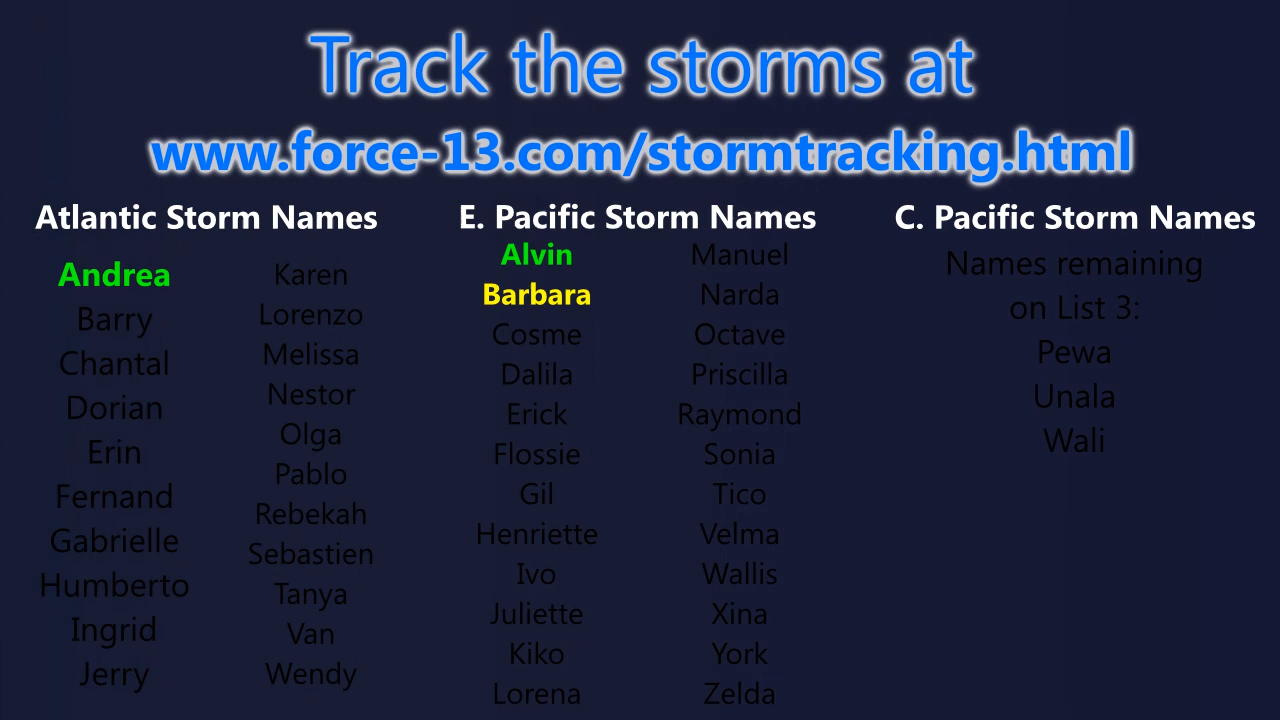 Track the storms at
www.force-13.com/stormtracking.html
Atlantic Storm Names
Andrea
Barry
Chantal
Dorian
Erin
Fernand
Gabrielle
Humberto
Ingrid
Jerry
Karen
Lorenzo
Melissa
Nestor
Olga
Pablo
Rebekah
Sebastien
Tanya
Van
Wendy
E. Pacific Storm Names
Alvin
Barbara
Cosme
Dalila
Erick
Flossie
Gil
Henriette
Ivo
Juliette
Kiko
Lorena
Manuel
Narda
Octave
Priscilla
Raymond
Sonia
Tico
Velma
Wallis
Xina
York
Zelda
C. Pacific Storm Names
Names remaining
on List 3:
Pewa
Unala
Wali